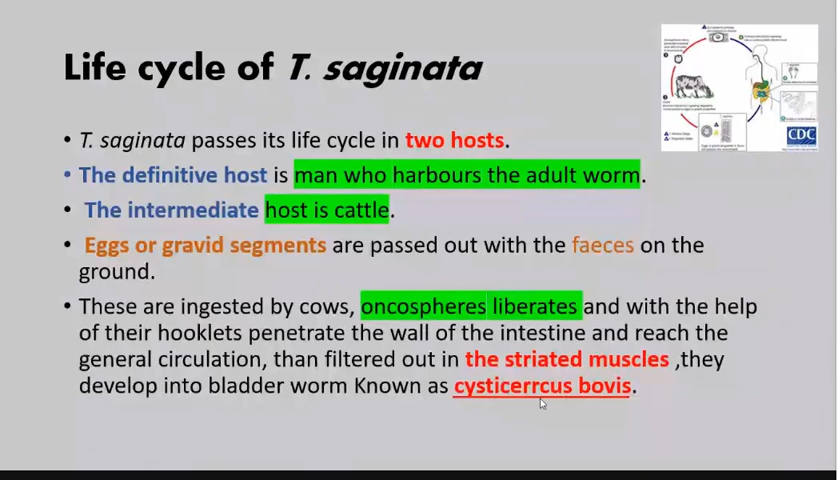 Life cycle of T. saginata
• T. saginata passes its life cycle in two hosts.
• The definitive host is man who harbours the adult worm.
• The intermediate host is cattle.
• Eggs or gravid segments are passed out with the faeces on the
ground.
• These are ingested by cows, oncospheres liberates and with the help
of their hooklets penetrate the wall of the intestine and reach the
general circulation, than filtered out in the striated muscles ,they
develop into bladder worm Known as cysticerrcus bovis.
CDC